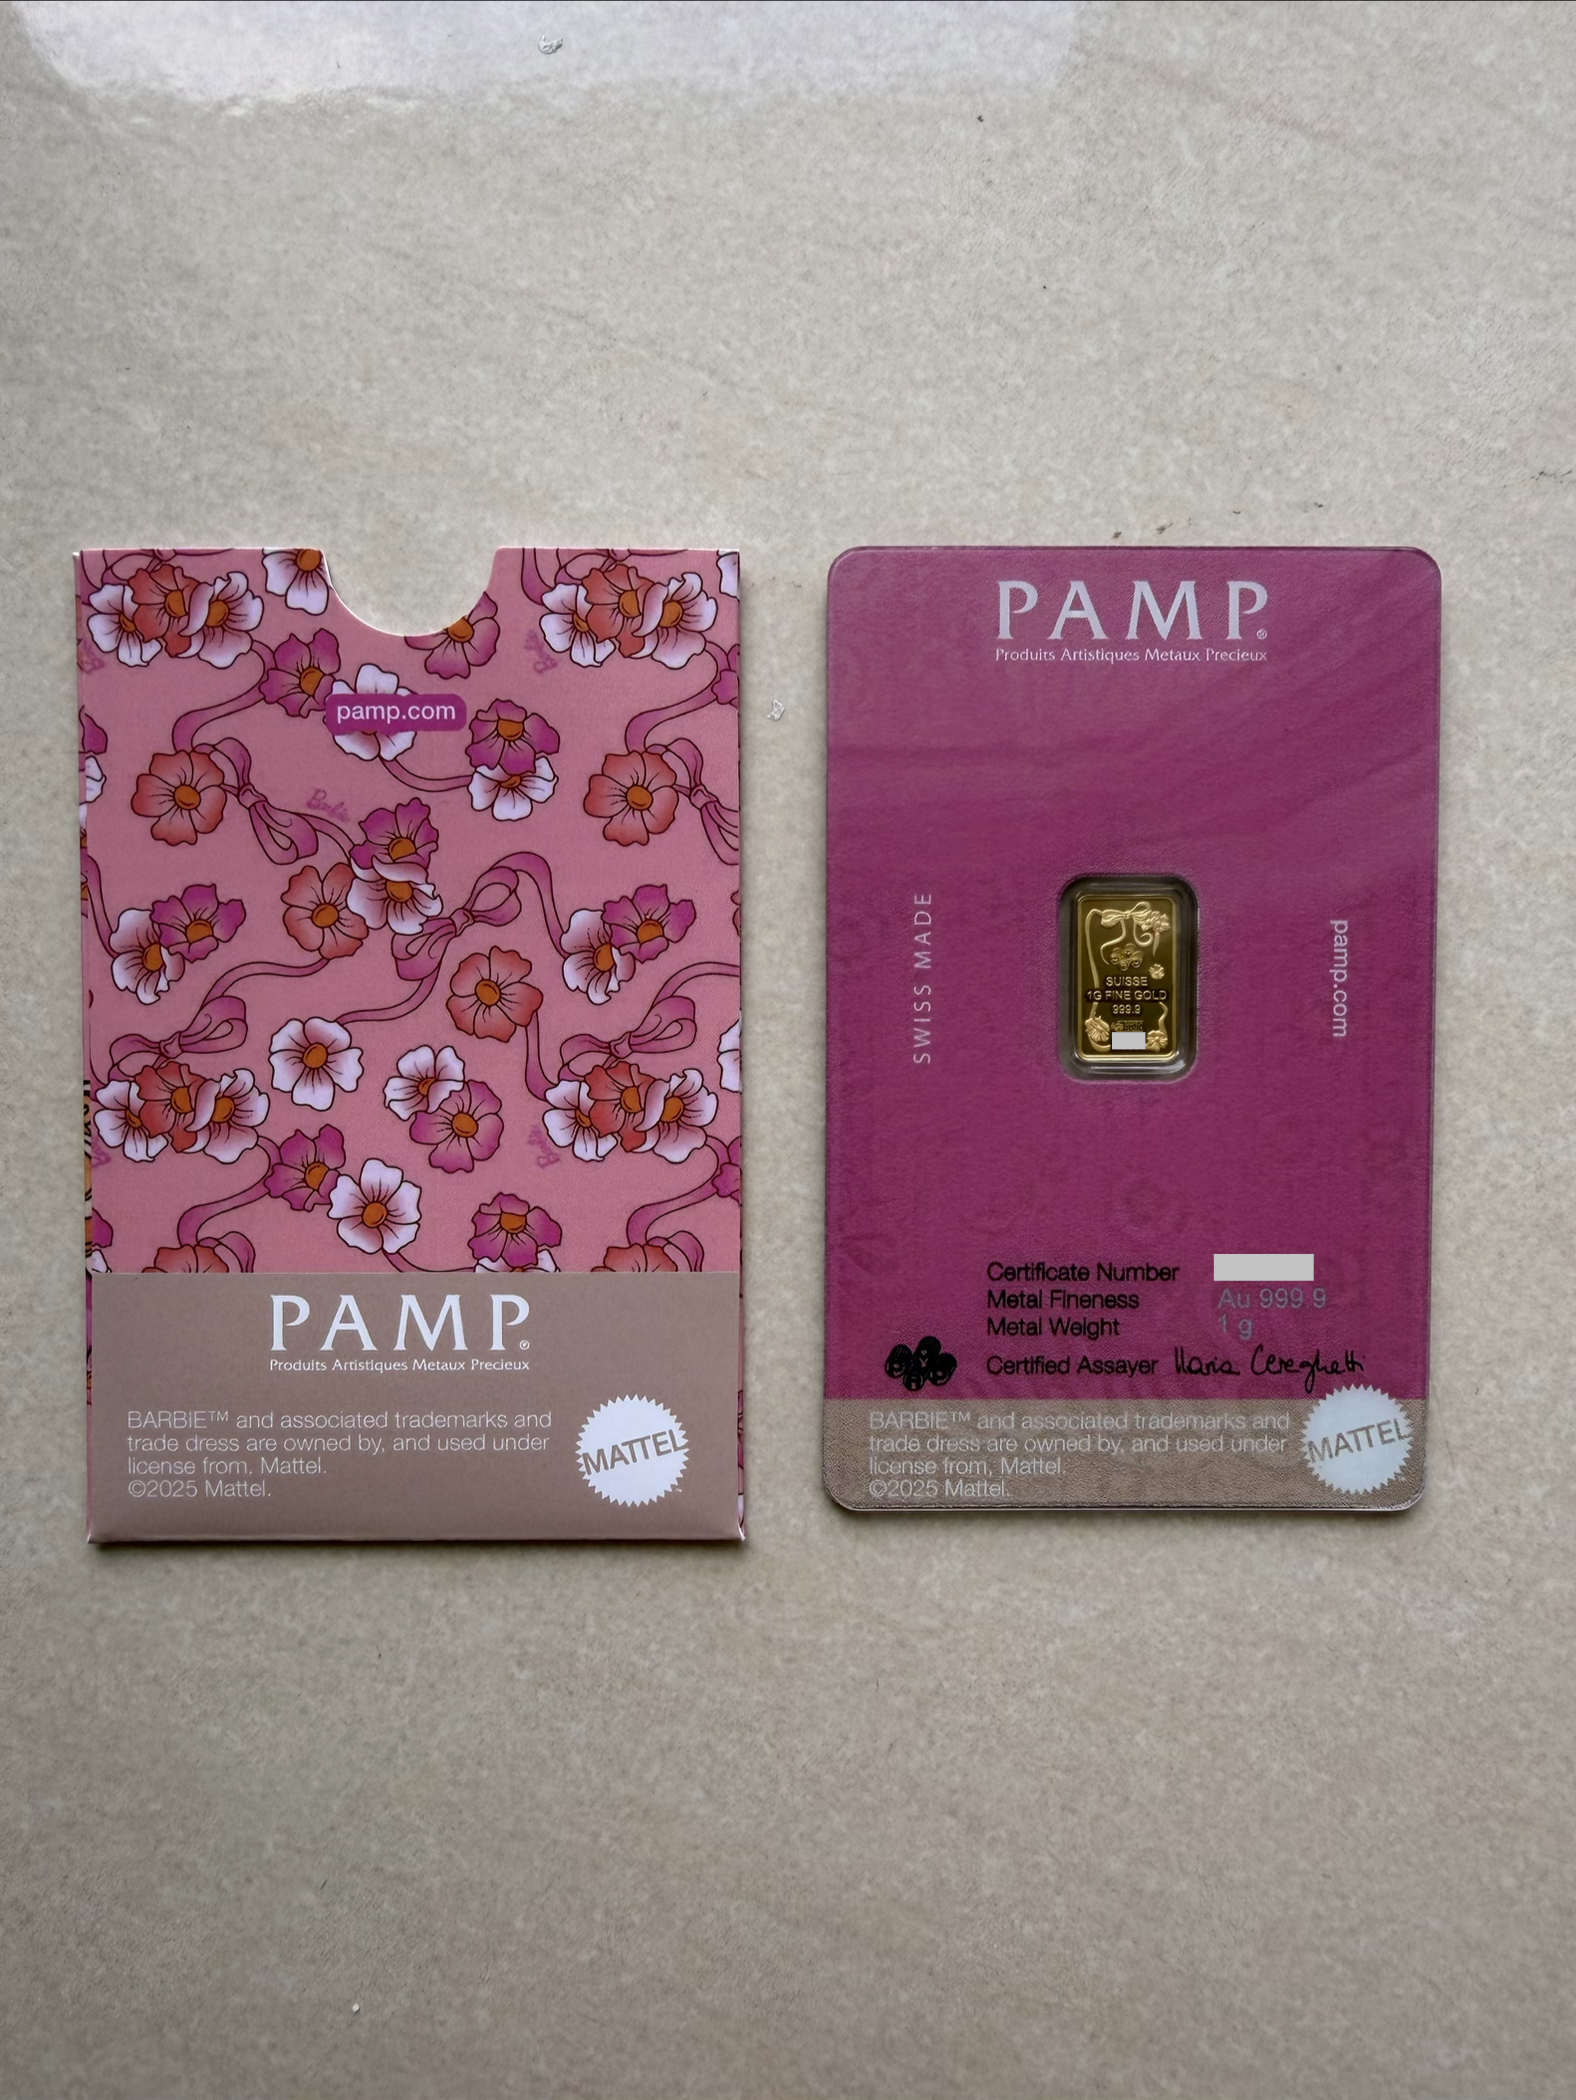 pamp.com
Barbie
PAMP®
Produits Artistiques Metaux Precieux
BARBIE™ and associated trademarks and
trade dress are owned by, and used under
license from, Mattel.
©2025 Mattel.
MATTEL
PAMP®
Produits Artistiques Metaux Precieux
SWISS MADE
SUISSE
1G FINE GOLD
999.9
pamp.com
Certificate Number
Metal Fineness Au 999.9
Metal Weight 1 g
Certified Assayer
BARBIE™ and associated trademarks and
trade dress are owned by, and used under
license from, Mattel.
©2025 Mattel.
MATTEL